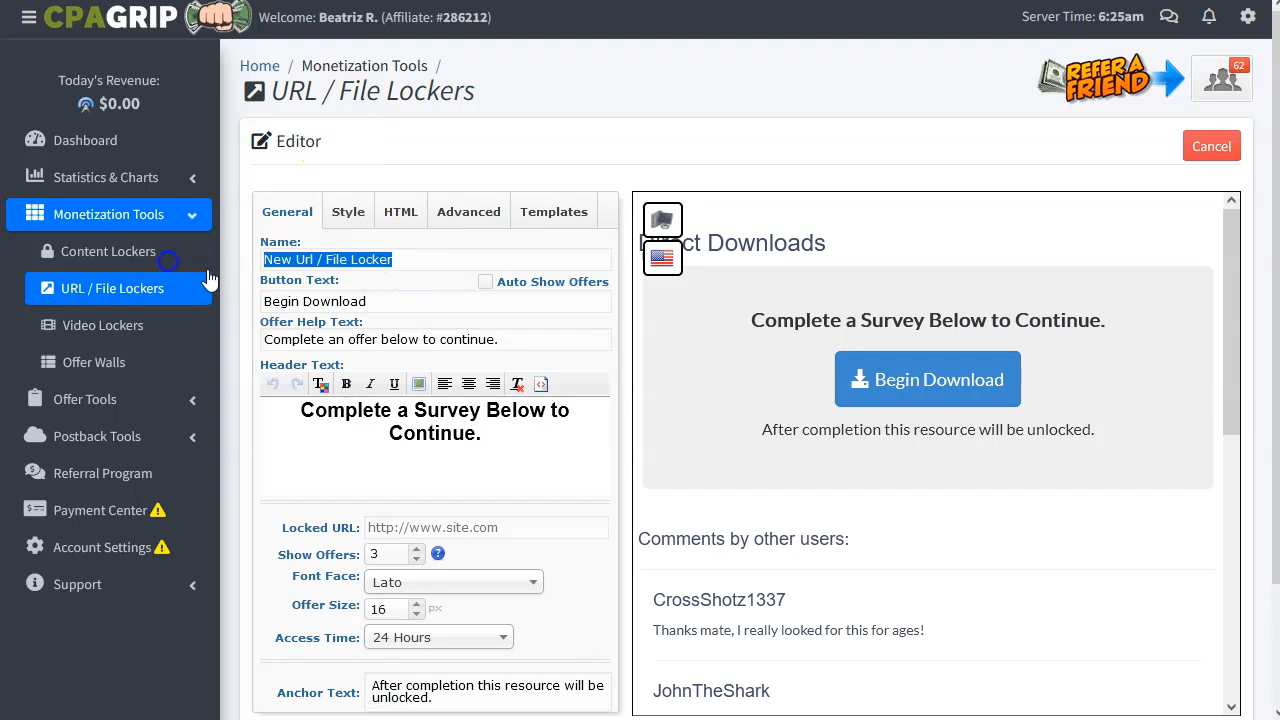 CPAGRIP
Welcome: Beatriz R. (Affiliate: #286212)
Server Time: 6:25am
Today's Revenue:
$0.00
Dashboard
Statistics & Charts
Monetization Tools
Content Lockers
URL / File Lockers
Video Lockers
Offer Walls
Offer Tools
Postback Tools
Referral Program
Payment Center
Account Settings
Support
Home / Monetization Tools /
URL / File Lockers
REFER A
FRIEND
62
Editor
Cancel
General Style HTML Advanced Templates
Name:
New Url / File Locker
Button Text: Auto Show Offers
Begin Download
Offer Help Text:
Complete an offer below to continue.
Header Text:
B I U
Complete a Survey Below to
Continue.
Locked URL: http://www.site.com
Show Offers: 3
Font Face: Lato
Offer Size: 16 px
Access Time: 24 Hours
Anchor Text: After completion this resource will be
unlocked.
ct Downloads
Complete a Survey Below to Continue.
Begin Download
After completion this resource will be unlocked.
Comments by other users:
CrossShotz1337
Thanks mate, I really looked for this for ages!
JohnTheShark